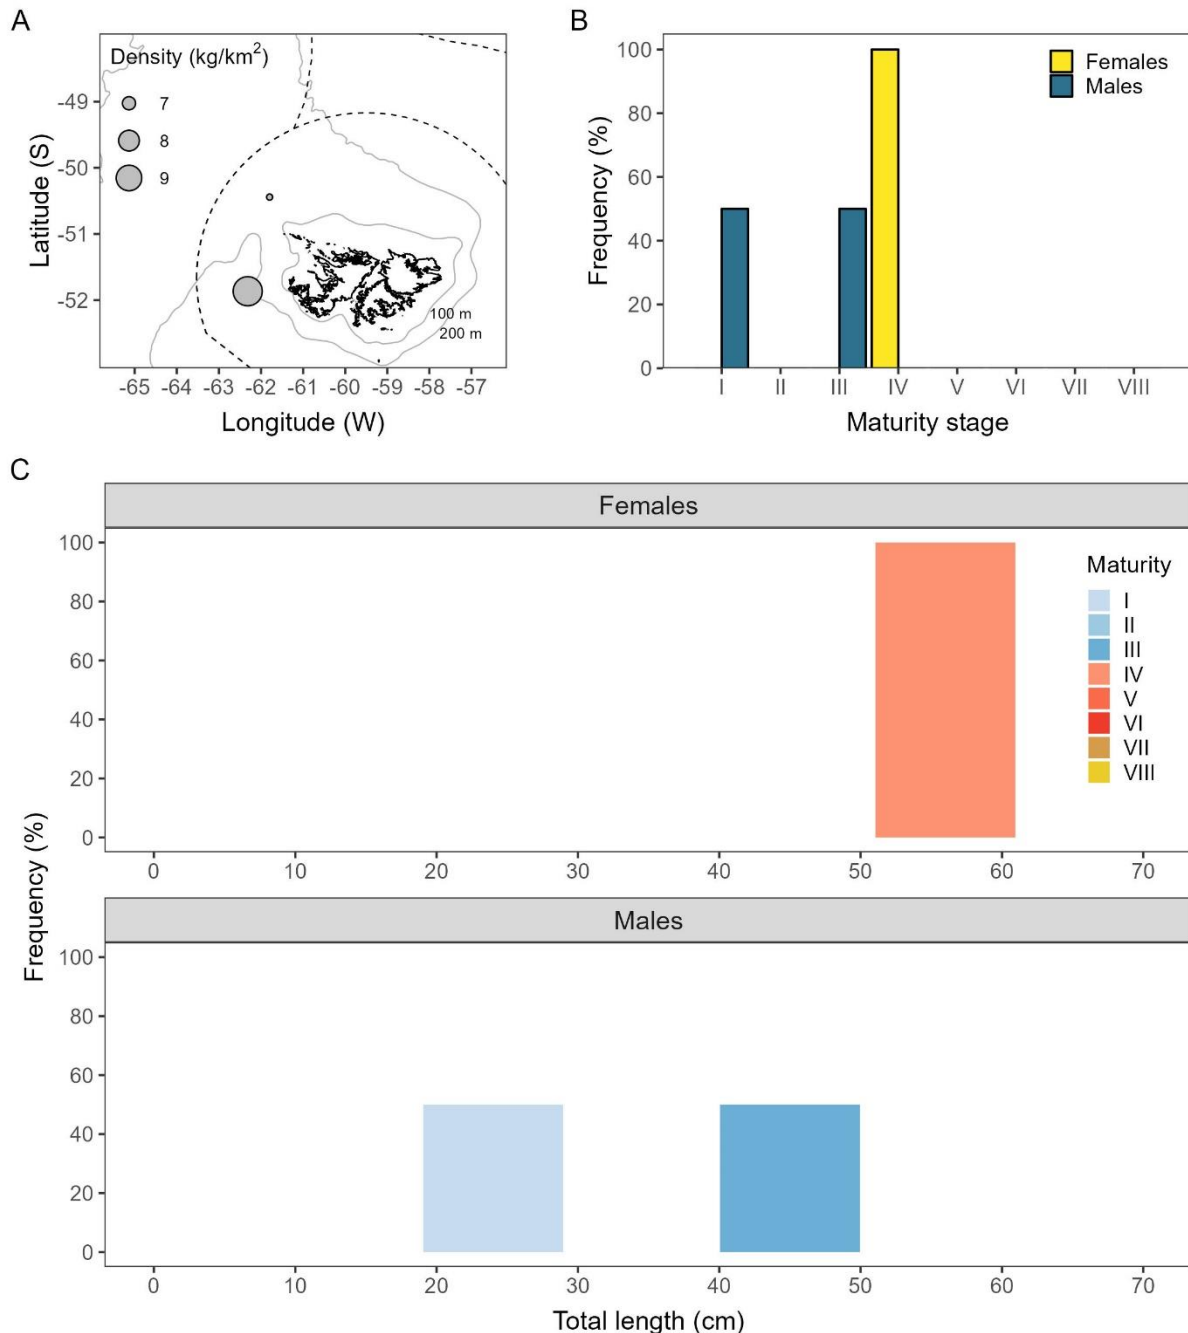 A
Density (kg/km²)
7
8
9
-49
-50
-51
-52
Latitude (S)
100 m
200 m
-65 -64 -63 -62 -61 -60 -59 -58 -57
Longitude (W)
B
100
80
60
40
20
0
Frequency (%)
Females
Males
I II III IV V VI VII VIII
Maturity stage
C
Females
100
80
60
40
20
0
Maturity
I
II
III
IV
V
VI
VII
VIII
0 10 20 30 40 50 60 70
Frequency (%)
Males
100
80
60
40
20
0
0 10 20 30 40 50 60 70
Total length (cm)